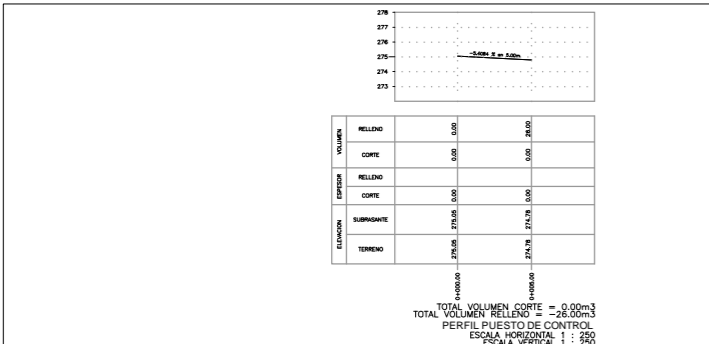 278
277
276
275
274
273
-5.4084 % en 5.00m
VOLUMEN
RELLENO 0.00 26.00
CORTE 0.00 0.00
ESPESOR
RELLENO
CORTE 0.00 0.00
ELEVACION
SUBRASANTE 275.05 274.78
TERRENO 275.05 274.78
0+000.00 0+005.00
TOTAL VOLUMEN CORTE = 0.00m3
TOTAL VOLUMEN RELLENO = -26.00m3
PERFIL PUESTO DE CONTROL
ESCALA HORIZONTAL 1 : 250
ESCALA VERTICAL 1 : 250